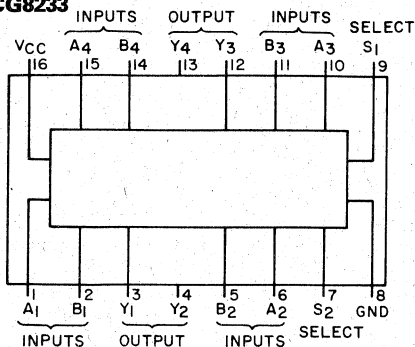 CG8233
INPUTS OUTPUT INPUTS SELECT
VCC A4 B4 Y4 Y3 B3 A3 S1
16 15 14 13 12 11 10 9
1 2 3 4 5 6 7 8
A1 B1 Y1 Y2 B2 A2 S2 GND
INPUTS OUTPUT INPUTS SELECT